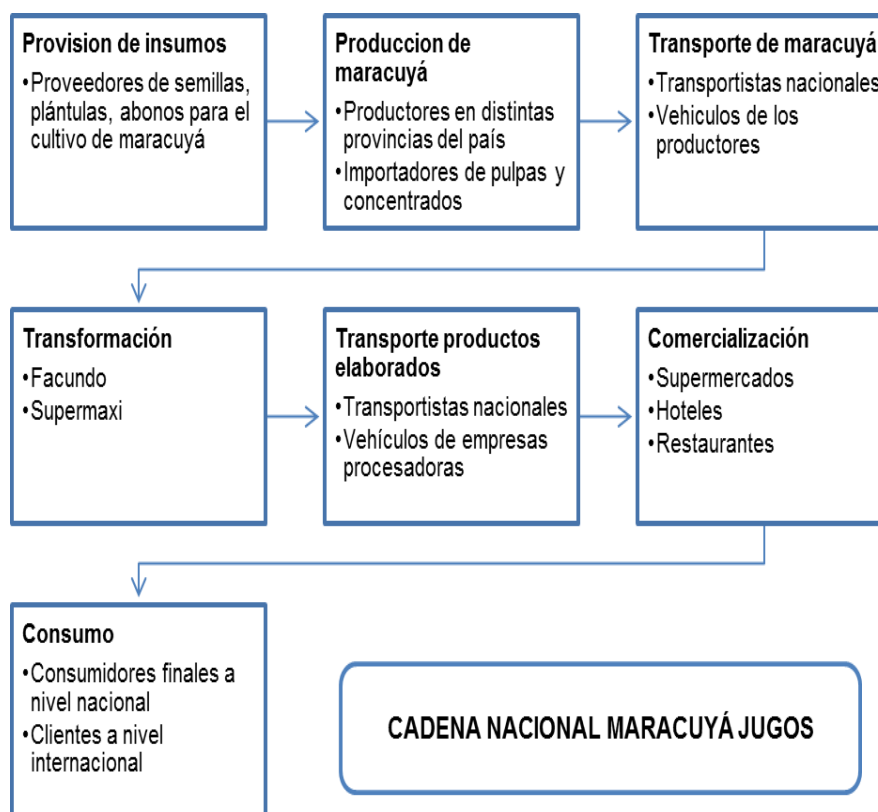 Provision de insumos
•Proveedores de semillas,
plántulas, abonos para el
cultivo de maracuyá
Produccion de
maracuyá
•Productores en distintas
provincias del país
•Importadores de pulpas y
concentrados
Transporte de maracuyá
•Transportistas nacionales
•Vehiculos de los
productores
Transformación
•Facundo
•Supermaxi
Transporte productos
elaborados
•Transportistas nacionales
•Vehículos de empresas
procesadoras
Comercialización
•Supermercados
•Hoteles
•Restaurantes
Consumo
•Consumidores finales a
nivel nacional
•Clientes a nivel
internacional
CADENA NACIONAL MARACUYÁ JUGOS